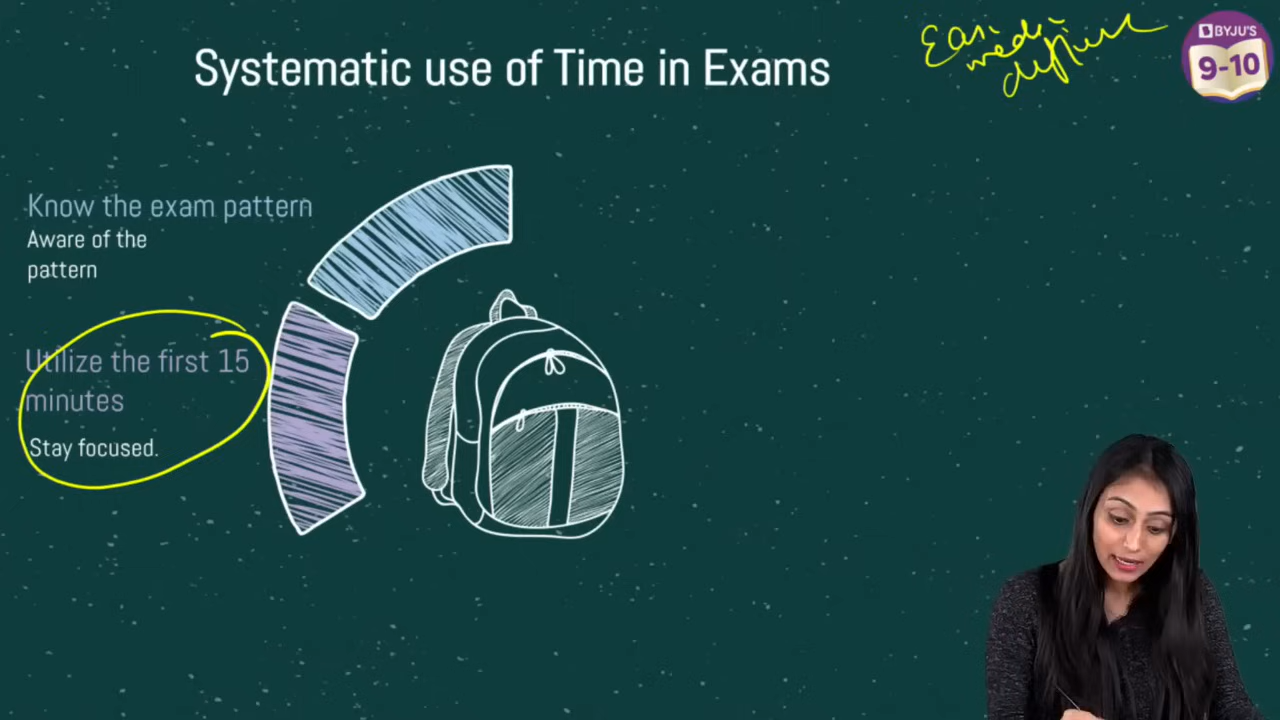 Systematic use of Time in Exams
BYJU'S
9-10
Know the exam pattern
Aware of the
pattern
Utilize the first 15
minutes
Stay focused.